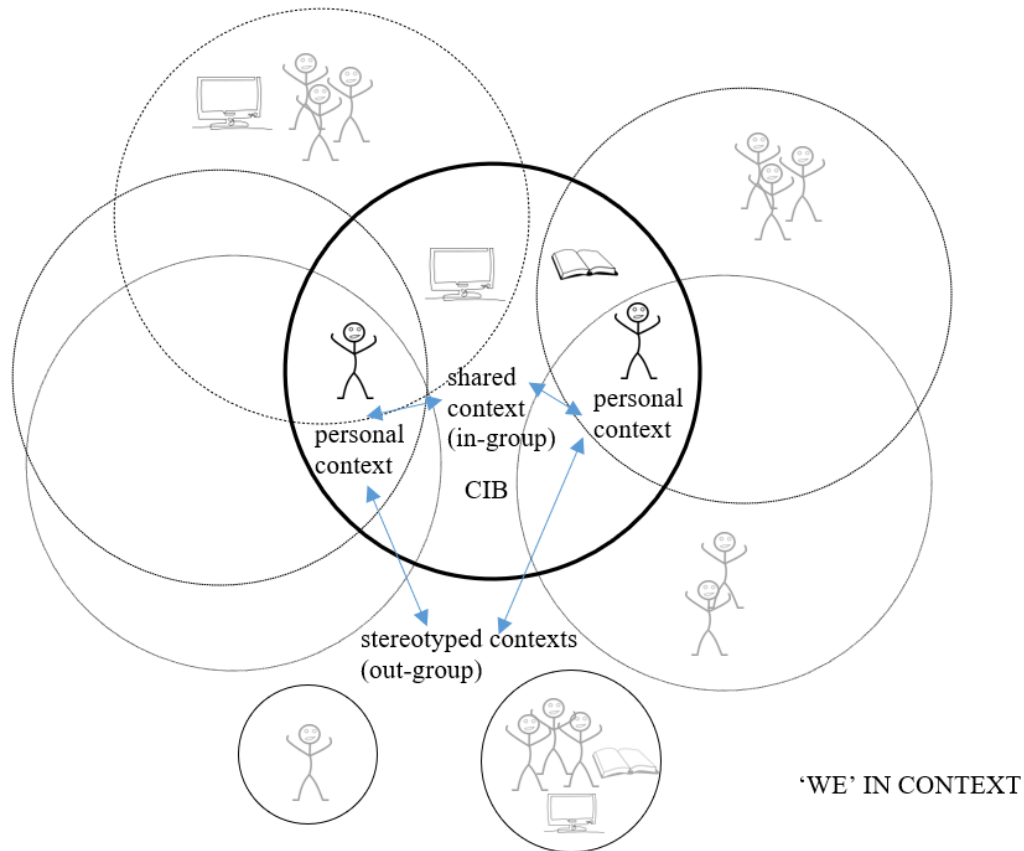 shared
context
(in-group)
personal
context
personal
context
CIB
stereotyped contexts
(out-group)
‘WE’ IN CONTEXT